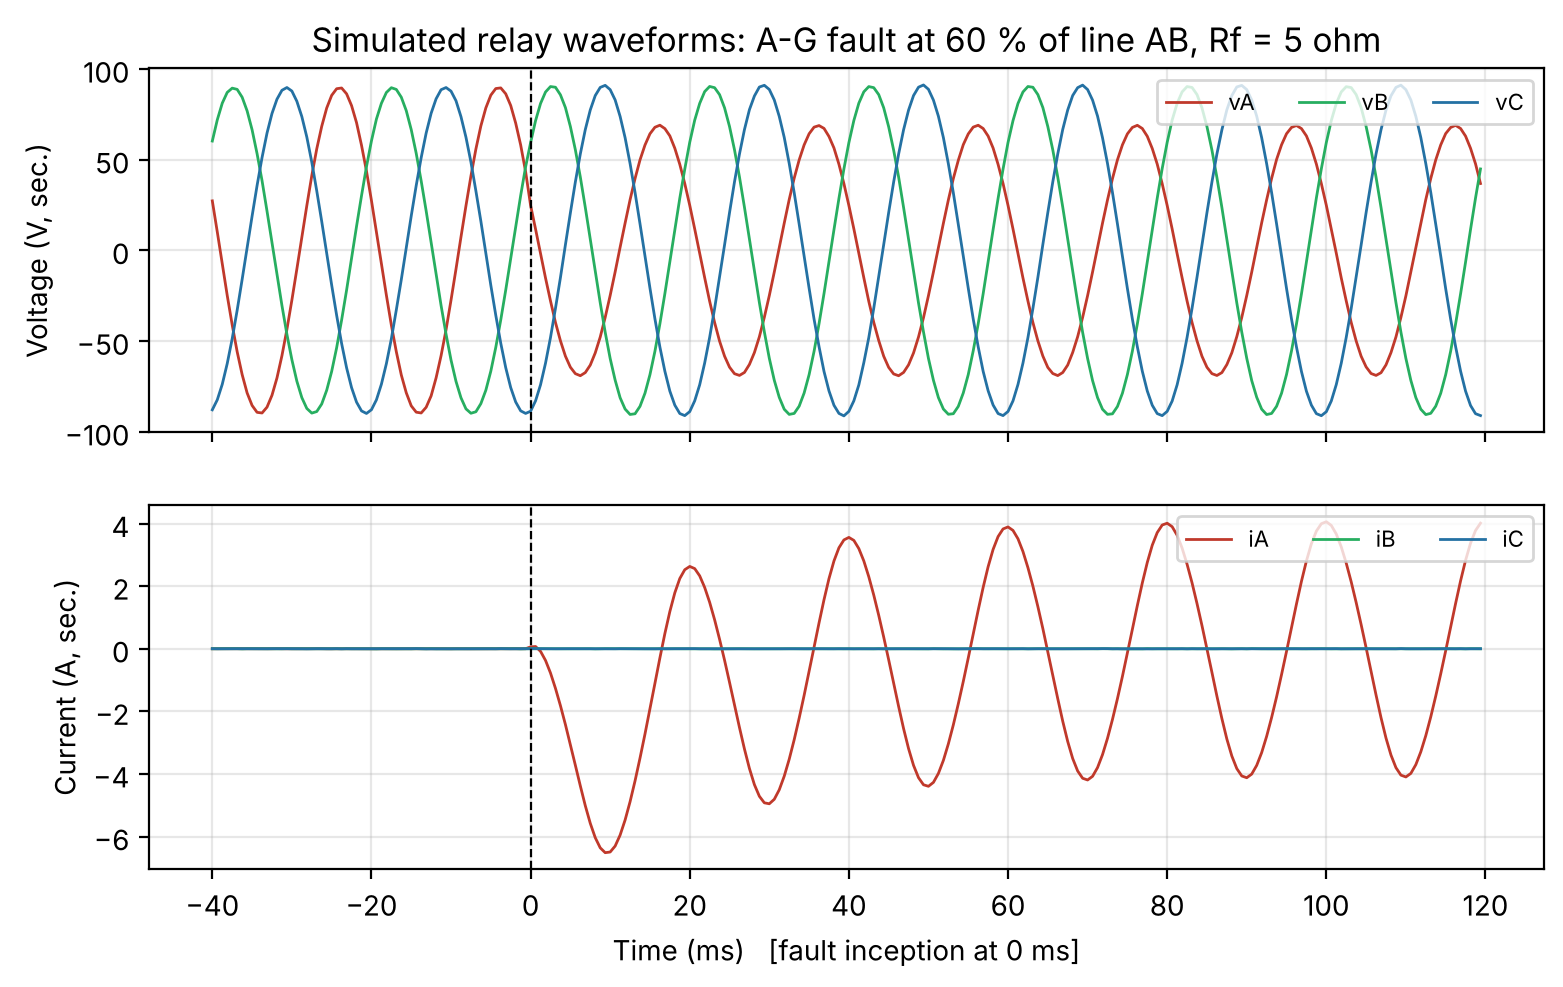 Simulated relay waveforms: A-G fault at 60 % of line AB, Rf = 5 ohm
Voltage (V, sec.)
100
50
0
−50
−100
vA vB vC
Current (A, sec.)
4
2
0
−2
−4
−6
iA iB iC
−40 −20 0 20 40 60 80 100 120
Time (ms) [fault inception at 0 ms]